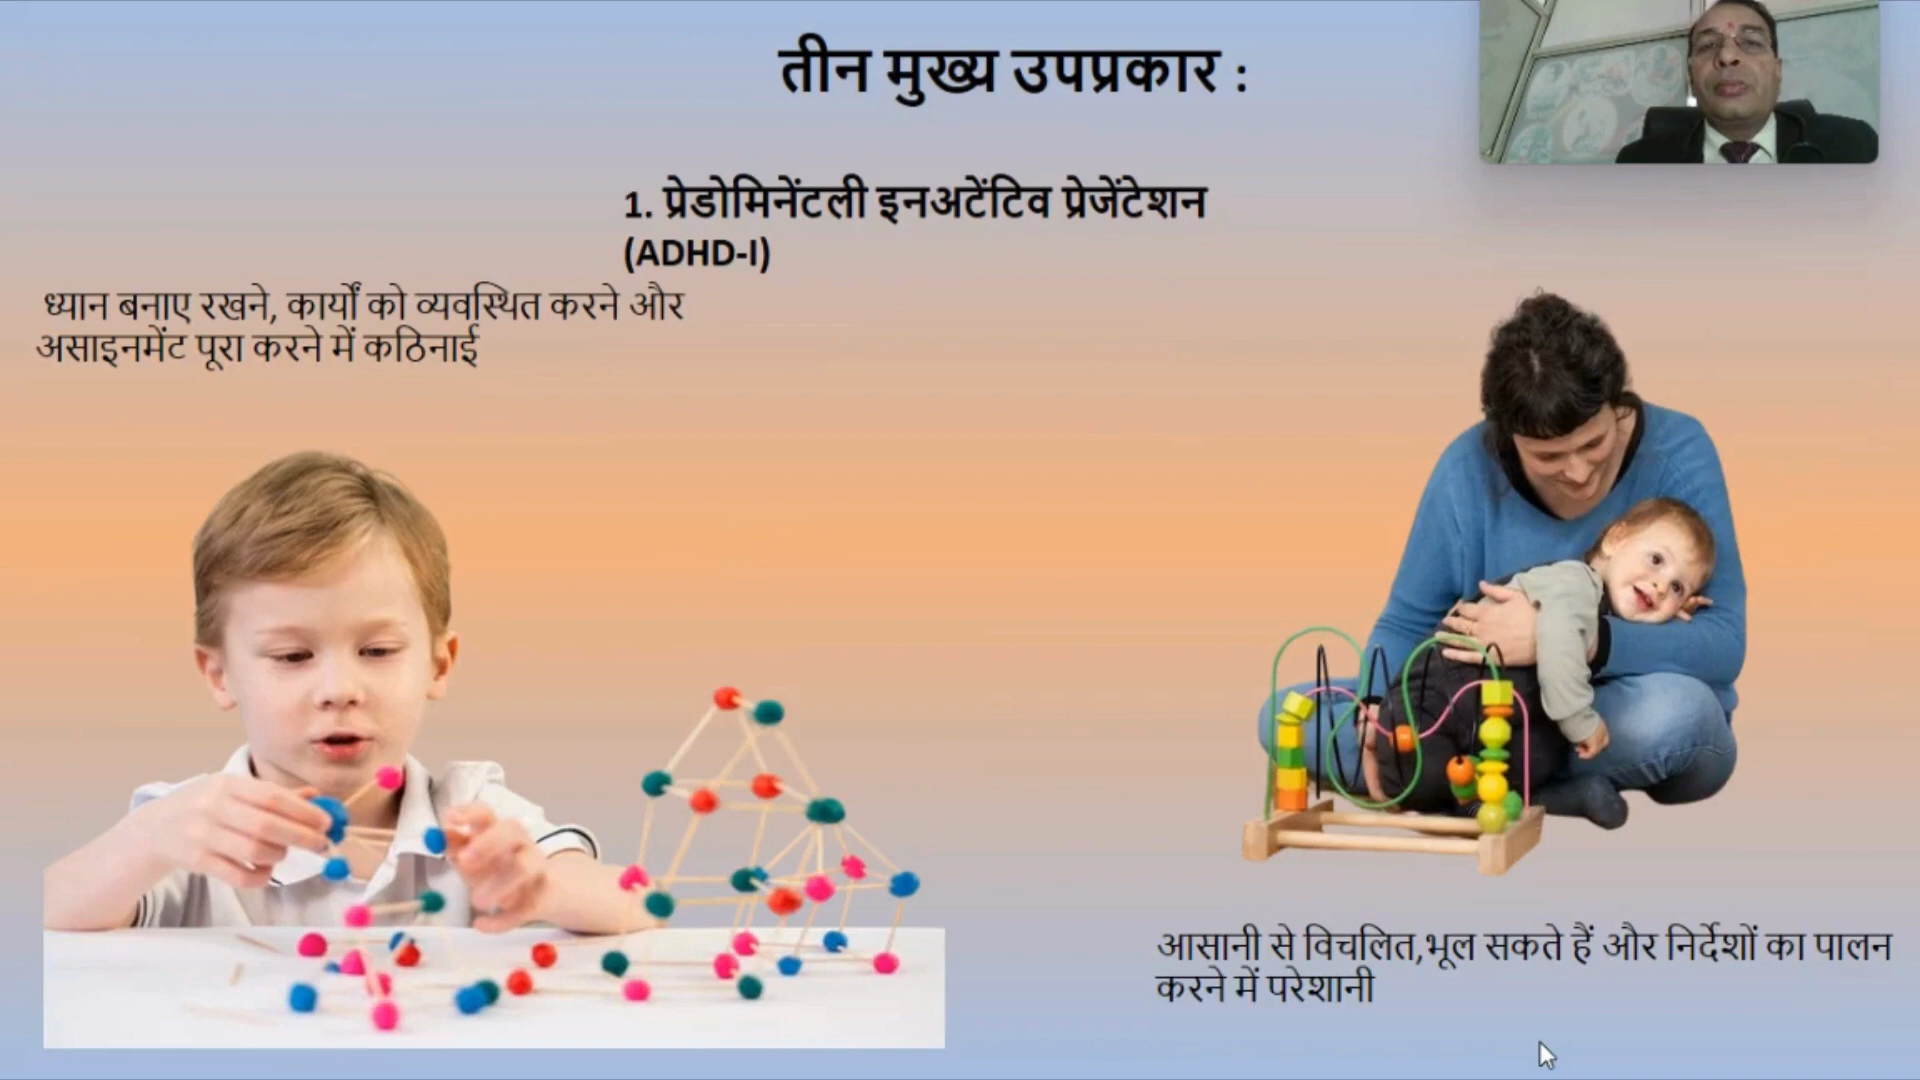 तीन मुख्य उपप्रकार :
1. प्रेडोमिनेंटली इनअटेंटिव प्रेजेंटेशन
(ADHD-I)
ध्यान बनाए रखने, कार्यों को व्यवस्थित करने और
असाइनमेंट पूरा करने में कठिनाई
आसानी से विचलित,भूल सकते हैं और निर्देशों का पालन
करने में परेशानी